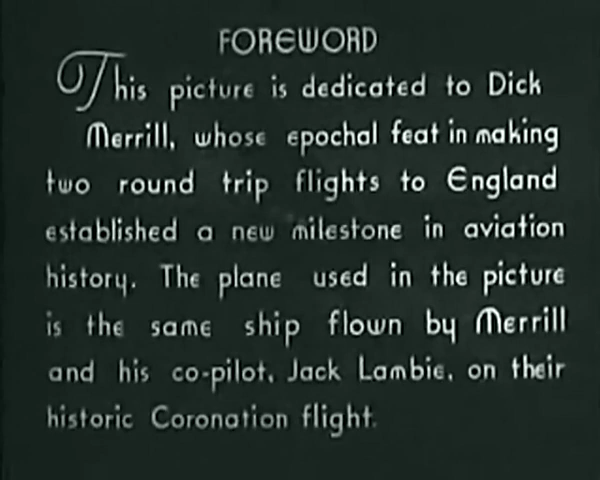 FOREWORD
This picture is dedicated to Dick
Merrill, whose epochal feat in making
two round trip flights to England
established a new milestone in aviation
history. The plane used in the picture
is the same ship flown by Merrill
and his co-pilot, Jack Lambie, on their
historic Coronation flight.